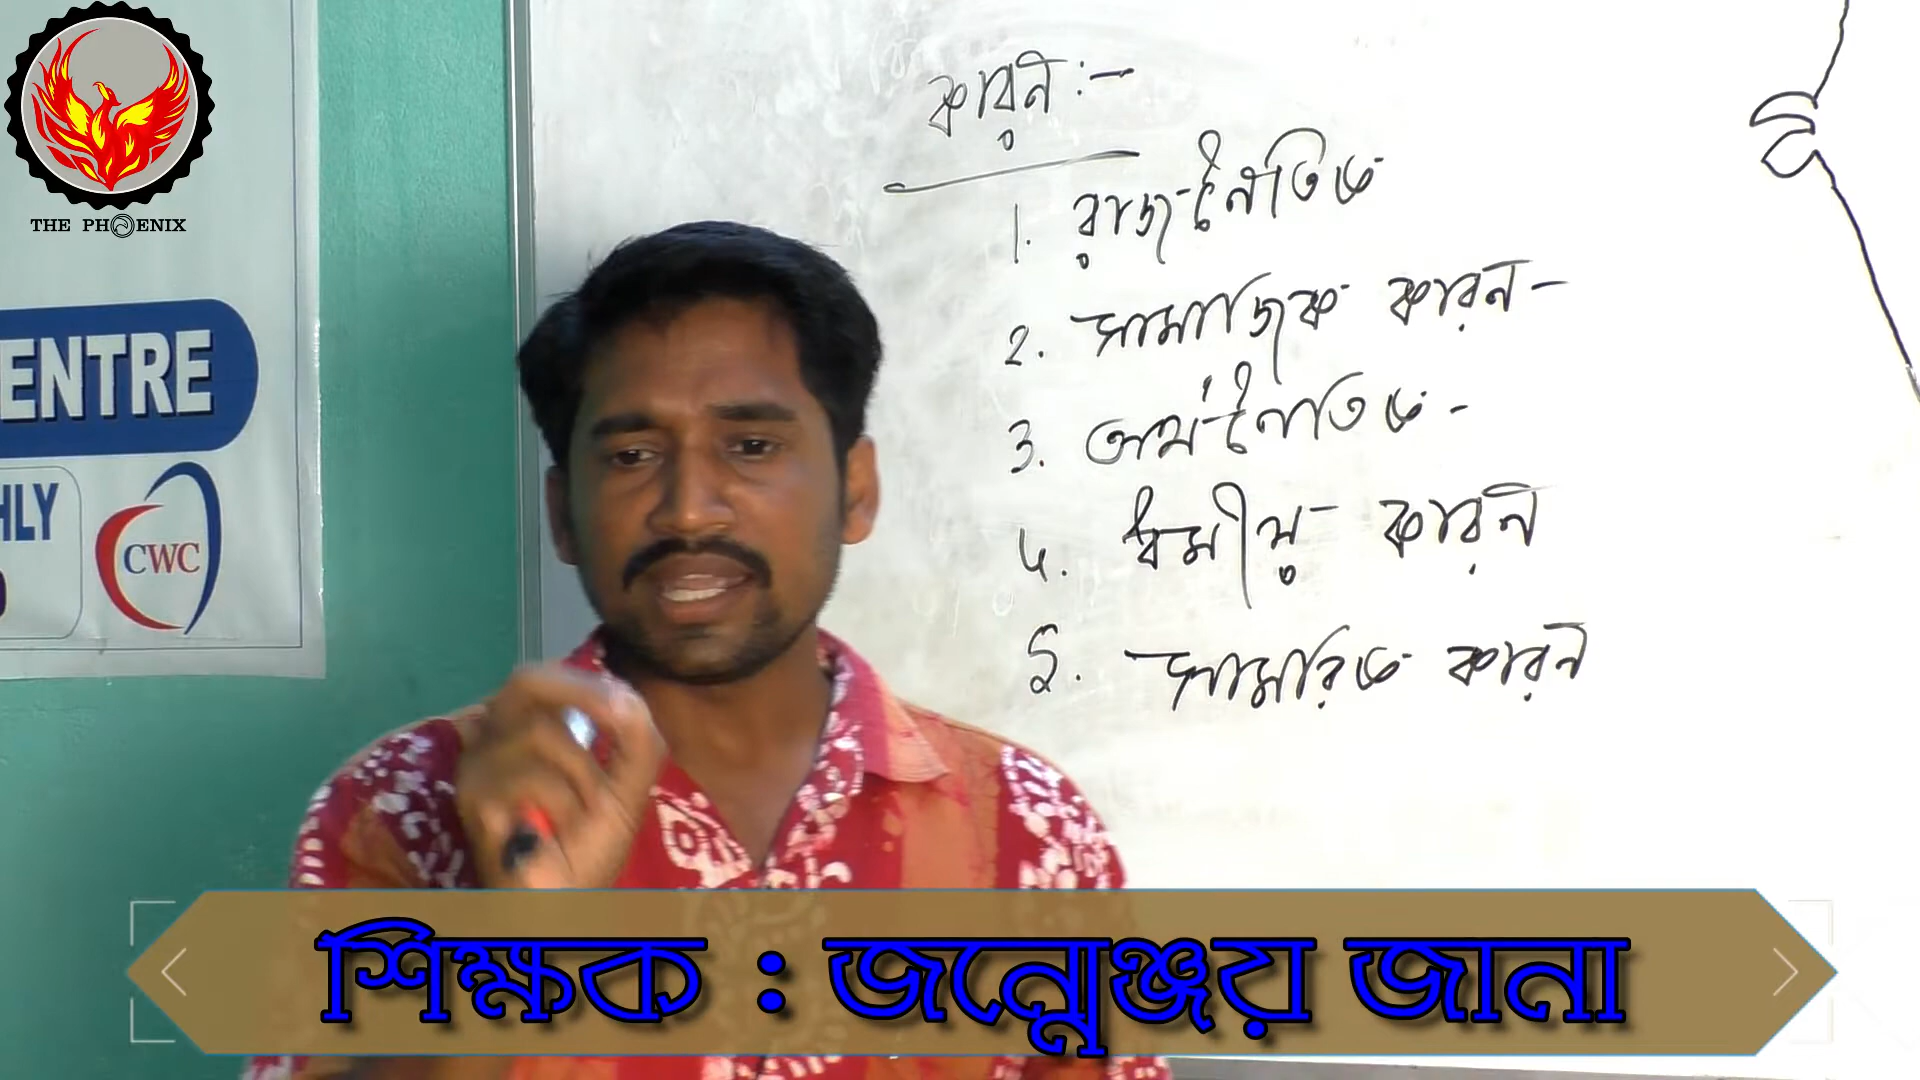 THE PHOENIX
ENTRE
HLY
CWC
কারন :-
1. রাজনৈতিক
2. সামাজিক কারন -
3. অর্থনৈতিক -
4. ধর্মীয় কারন
5. সামরিক কারন
শিক্ষক : জন্মেঞ্জয় জানা